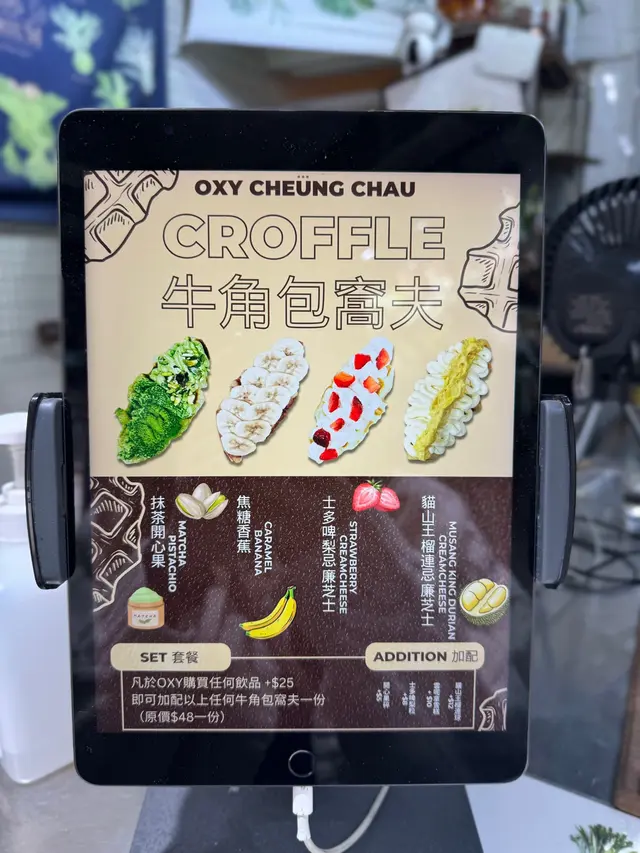 OXY CHEUNG CHAU
CROFFLE
牛角包窩夫
抹茶開心果
MATCHA
PISTACHIO
焦糖香蕉
CARAMEL
BANANA
士多啤梨忌廉芝士
STRAWBERRY
CREAMCHEESE
貓山王榴連忌廉芝士
MUSANG KING DURIAN
CREAMCHEESE
MATCHA
SET 套餐
凡於OXY購買任何飲品 +$25
即可加配以上任何牛角包窩夫一份
（原價$48一份）
ADDITION 加配